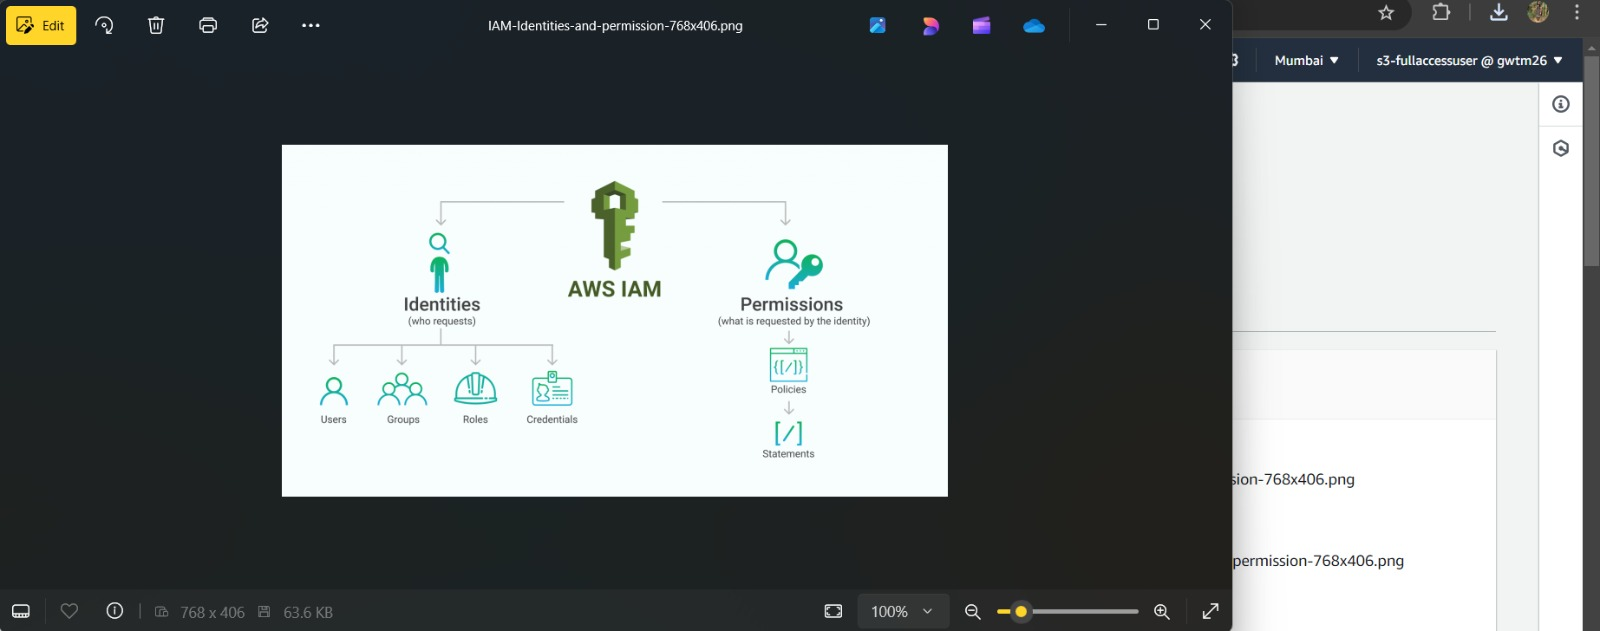 Edit
IAM-Identities-and-permission-768x406.png
Mumbai
s3-fullaccessuser @ gwtm26
AWS IAM
Identities
(who requests)
Users
Groups
Roles
Credentials
Permissions
(what is requested by the identity)
{[/]}
Policies
[/]
Statements
sion-768x406.png
permission-768x406.png
768 x 406
63.6 KB
100%